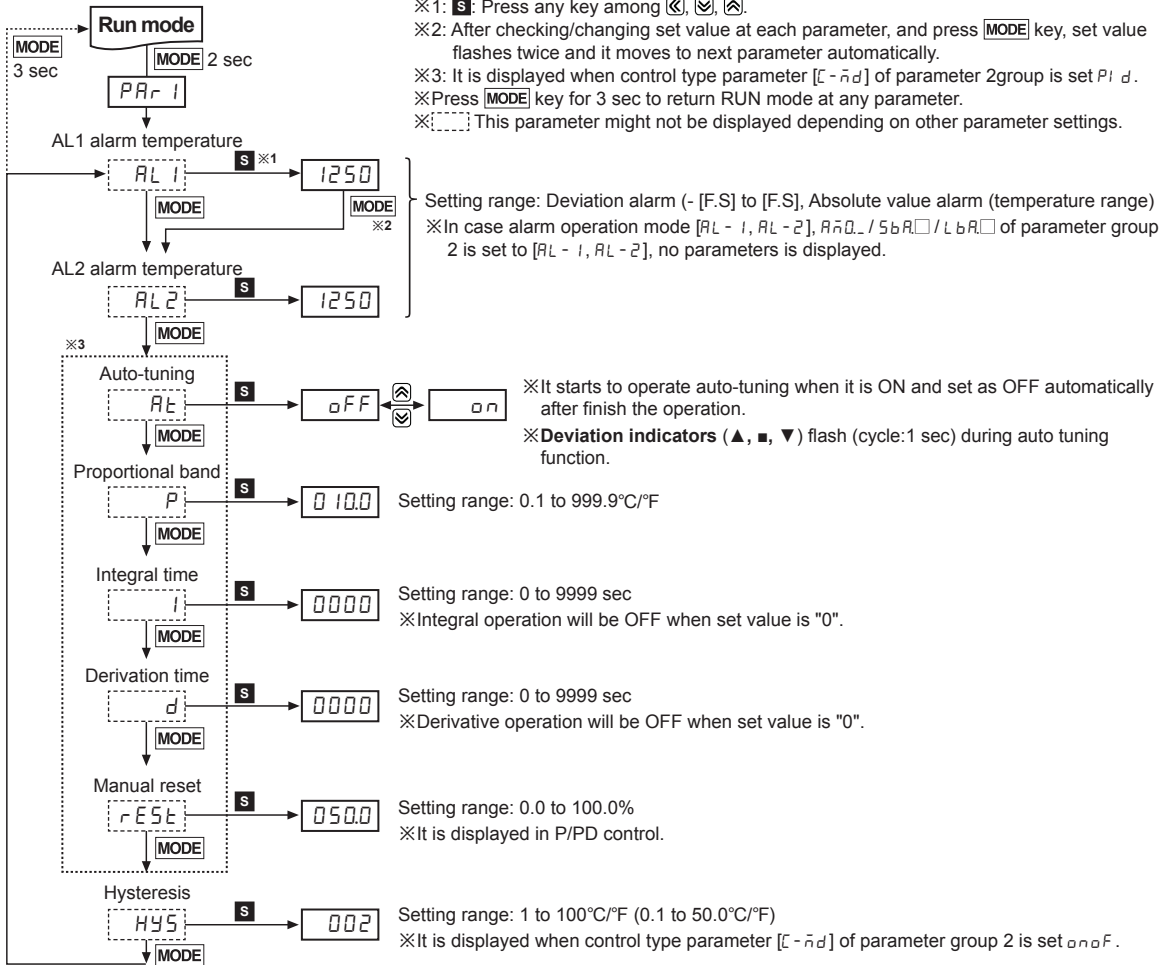 ※1: S: Press any key among ≪, ︾, ︽.
Run mode
MODE
3 sec
MODE 2 sec
※2: After checking/changing set value at each parameter, and press MODE key, set value
flashes twice and it moves to next parameter automatically.
※3: It is displayed when control type parameter [C-nd] of parameter 2group is set PI d.
PAr1
※Press MODE key for 3 sec to return RUN mode at any parameter.
※[ ] This parameter might not be displayed depending on other parameter settings.
AL1 alarm temperature
AL1
S ※1
1250
MODE
MODE
※2
Setting range: Deviation alarm (- [F.S] to [F.S], Absolute value alarm (temperature range)
※In case alarm operation mode [AL-1, AL-2], AM0._ / SbA.□ / LbA.□ of parameter group
2 is set to [AL-1, AL-2], no parameters is displayed.
AL2 alarm temperature
AL2
S
1250
MODE
※3
Auto-tuning
At
S
oFF
on
MODE
※It starts to operate auto-tuning when it is ON and set as OFF automatically
after finish the operation.
※Deviation indicators (▲, ■, ▼) flash (cycle:1 sec) during auto tuning
function.
Proportional band
P
S
010.0
MODE
Setting range: 0.1 to 999.9℃/℉
Integral time
I
S
0000
MODE
Setting range: 0 to 9999 sec
※Integral operation will be OFF when set value is "0".
Derivation time
d
S
0000
MODE
Setting range: 0 to 9999 sec
※Derivative operation will be OFF when set value is "0".
Manual reset
rESt
S
050.0
MODE
Setting range: 0.0 to 100.0%
※It is displayed in P/PD control.
Hysteresis
HYS
S
002
MODE
Setting range: 1 to 100℃/℉ (0.1 to 50.0℃/℉)
※It is displayed when control type parameter [C-nd] of parameter group 2 is set onoF.